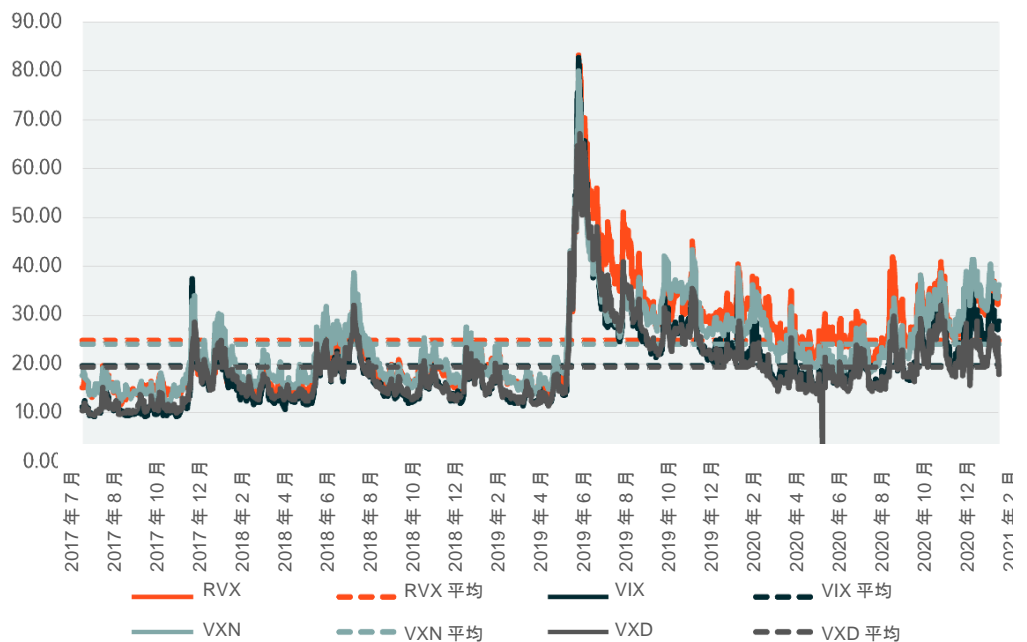 90.00
80.00
70.00
60.00
50.00
40.00
30.00
20.00
10.00
0.00
2017 年 7 月
2017 年 8 月
2017 年 10 月
2017 年 12 月
2018 年 2 月
2018 年 4 月
2018 年 6 月
2018 年 8 月
2018 年 10 月
2018 年 12 月
2019 年 2 月
2019 年 4 月
2019 年 6 月
2019 年 8 月
2019 年 10 月
2019 年 12 月
2020 年 2 月
2020 年 4 月
2020 年 6 月
2020 年 8 月
2020 年 10 月
2020 年 12 月
2021 年 2 月
RVX RVX 平均 VIX VIX 平均
VXN VXN 平均 VXD VXD 平均